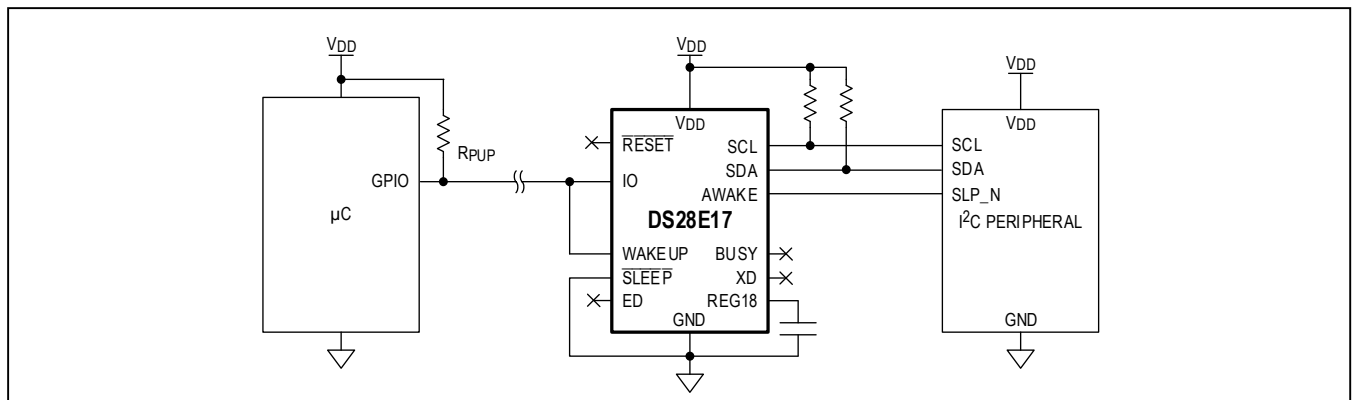 VDD
VDD
VDD
RPUP
GPIO
µC
VDD
RESET
IO
WAKEUP
SLEEP
ED
SCL
SDA
AWAKE
DS28E17
BUSY
XD
REG18
GND
VDD
SCL
SDA
SLP_N
I2C PERIPHERAL
GND